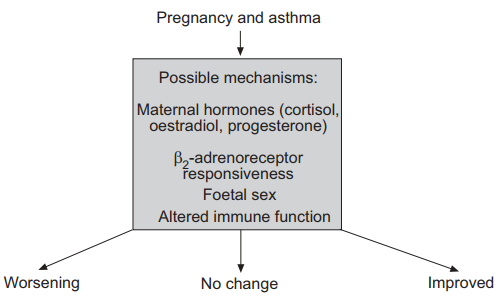 Pregnancy and asthma
Possible mechanisms:
Maternal hormones (cortisol,
oestradiol, progesterone)
β2-adrenoreceptor
responsiveness
Foetal sex
Altered immune function
Worsening
No change
Improved